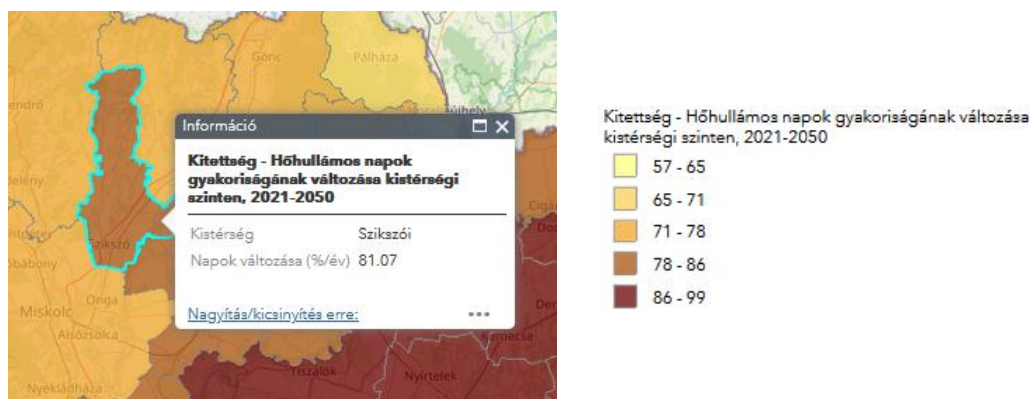 Gönc
Pálháza
Információ
Kitettség - Hőhullámos napok
gyakoriságának változása kistérségi
szinten, 2021-2050
Kistérség Szikszói
Napok változása (%/év) 81.07
Nagyítás/kicsinyítés erre:
Szikszó
Miskolc
Onga
Alsózsolca
Nyékládháza
Tiszalök
Nyírtelek
Kemecse
Kitettség - Hőhullámos napok gyakoriságának változása
kistérségi szinten, 2021-2050
57 - 65
65 - 71
71 - 78
78 - 86
86 - 99